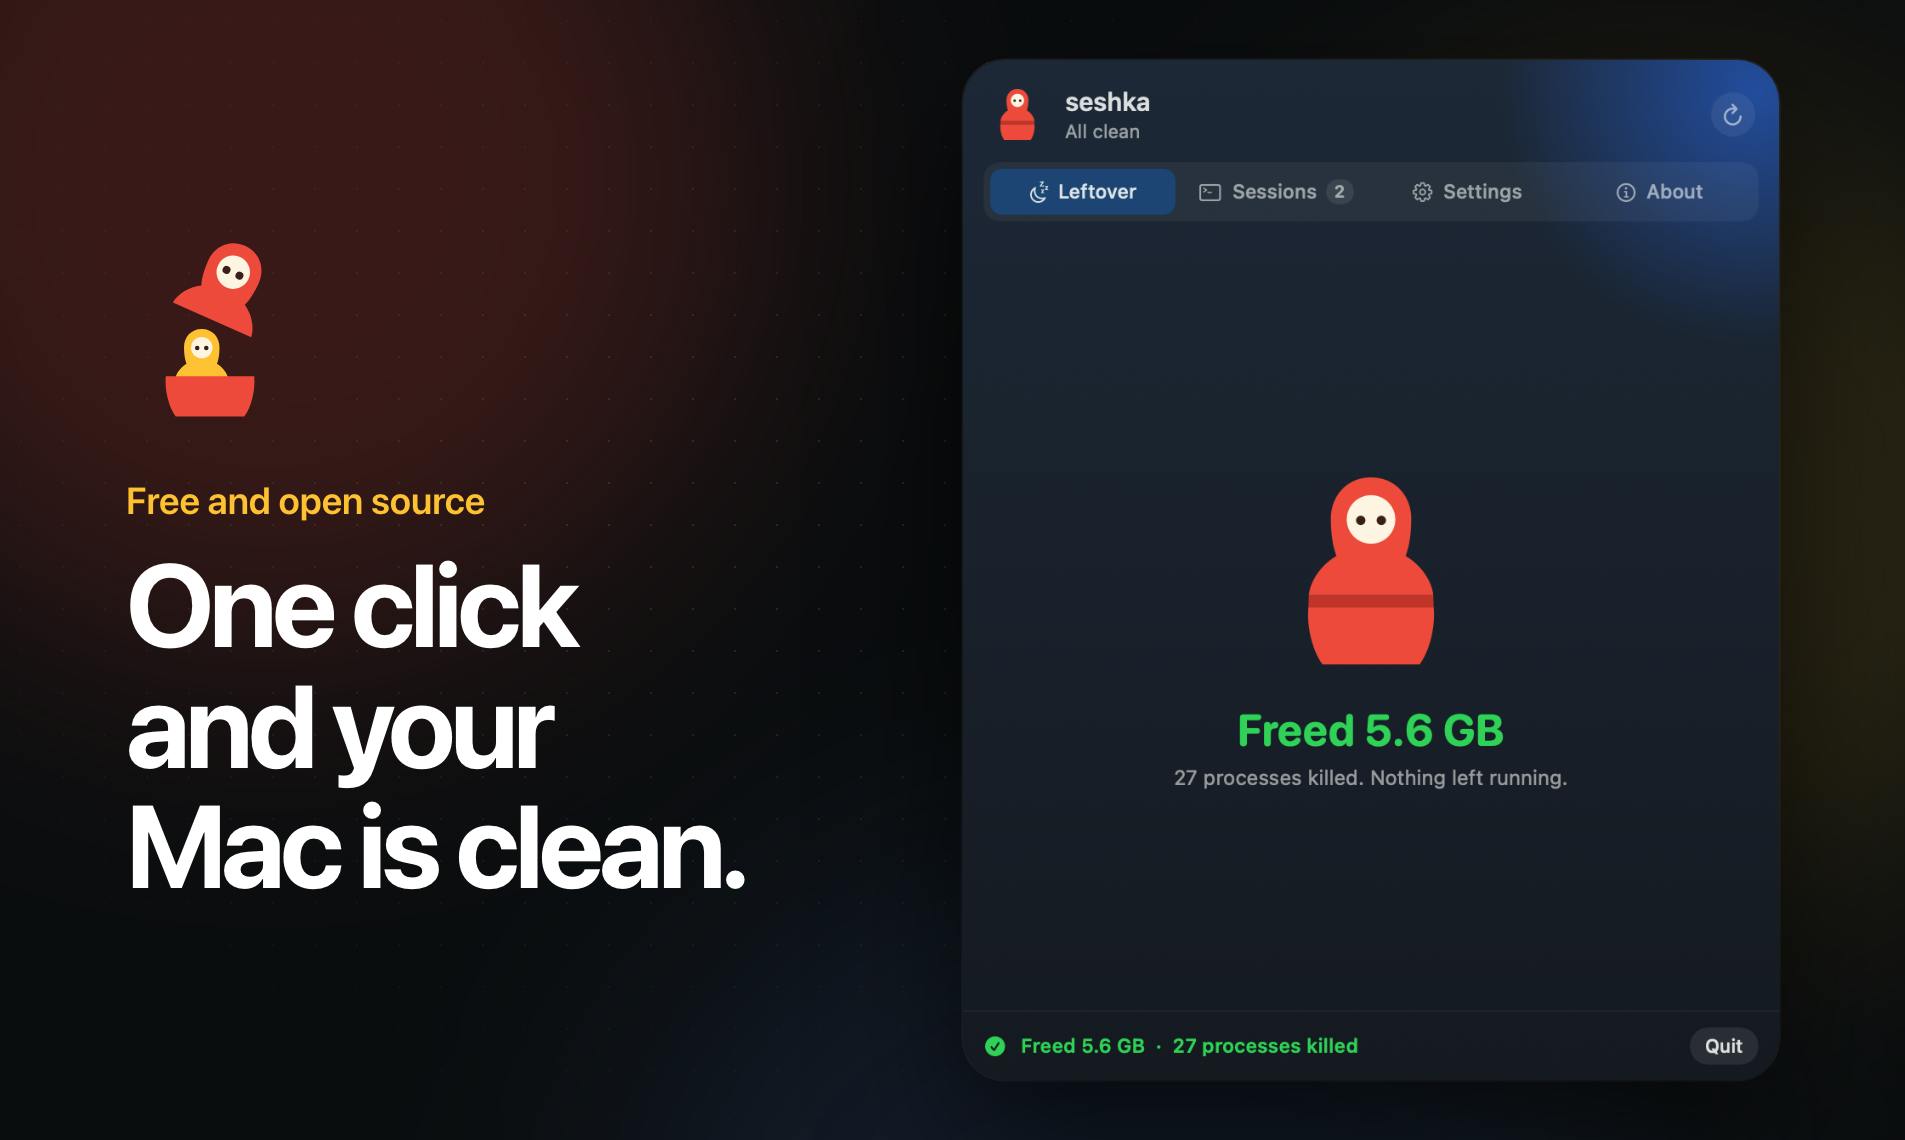 Free and open source
One click
and your
Mac is clean.
seshka
All clean
Leftover
Sessions 2
Settings
About
Freed 5.6 GB
27 processes killed. Nothing left running.
Freed 5.6 GB · 27 processes killed
Quit